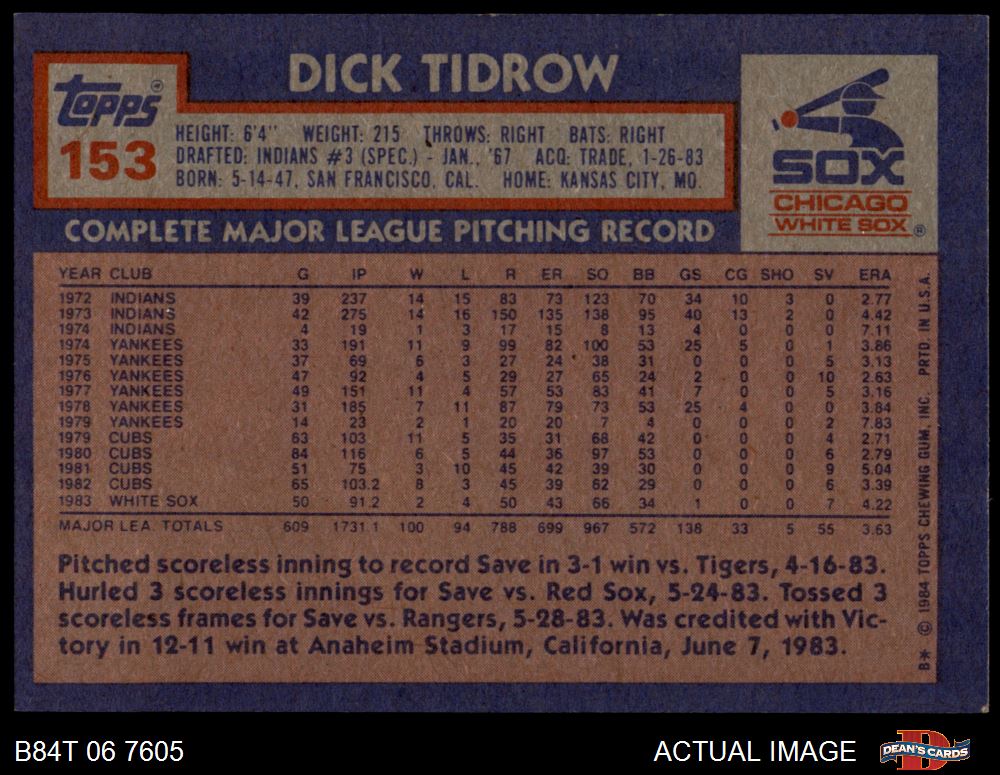 DICK TIDROW
Topps®
153
HEIGHT: 6'4" WEIGHT: 215 THROWS: RIGHT BATS: RIGHT
DRAFTED: INDIANS #3 (SPEC.) - JAN., '67 ACQ: TRADE, 1-26-83
BORN: 5-14-47, SAN FRANCISCO, CAL. HOME: KANSAS CITY, MO.
SOX
CHICAGO
WHITE SOX®
COMPLETE MAJOR LEAGUE PITCHING RECORD
YEAR CLUB G IP W L R ER SO BB GS CG SHO SV ERA
1972 INDIANS 39 237 14 15 83 73 123 70 34 10 3 0 2.77
1973 INDIANS 42 275 14 16 150 135 138 95 40 13 2 0 4.42
1974 INDIANS 4 19 1 3 17 15 8 13 4 0 0 0 7.11
1974 YANKEES 33 191 11 9 99 82 100 53 25 5 0 1 3.86
1975 YANKEES 37 69 6 3 27 24 38 31 0 0 0 5 3.13
1976 YANKEES 47 92 4 5 29 27 65 24 2 0 0 10 2.63
1977 YANKEES 49 151 11 4 57 53 83 41 7 0 0 5 3.16
1978 YANKEES 31 185 7 11 87 79 73 53 25 4 0 0 3.84
1979 YANKEES 14 23 2 1 20 20 7 4 0 0 0 2 7.83
1979 CUBS 63 103 11 5 35 31 68 42 0 0 0 4 2.71
1980 CUBS 84 116 6 5 44 36 97 53 0 0 0 6 2.79
1981 CUBS 51 75 3 10 45 42 39 30 0 0 0 9 5.04
1982 CUBS 65 103.2 8 3 45 39 62 29 0 0 0 6 3.39
1983 WHITE SOX 50 91.2 2 4 50 43 66 34 1 0 0 7 4.22
MAJOR LEA. TOTALS 609 1731.1 100 94 788 699 967 572 138 33 5 55 3.63
Pitched scoreless inning to record Save in 3-1 win vs. Tigers, 4-16-83.
Hurled 3 scoreless innings for Save vs. Red Sox, 5-24-83. Tossed 3
scoreless frames for Save vs. Rangers, 5-28-83. Was credited with Vic-
tory in 12-11 win at Anaheim Stadium, California, June 7, 1983.
B* © 1984 TOPPS CHEWING GUM, INC. PRTD. IN U.S.A.
B84T 06 7605
ACTUAL IMAGE
DEAN'S CARDS